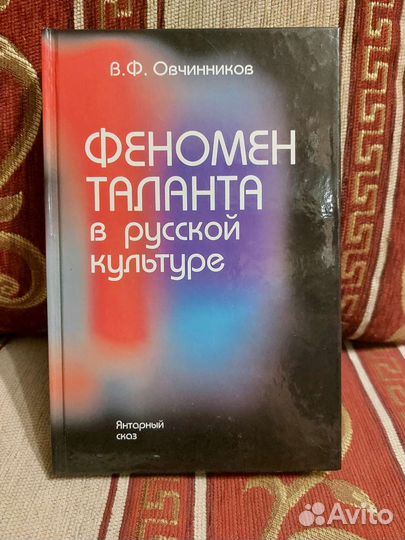 В.Ф. Овчинников
ФЕНОМЕН
ТАЛАНТА
в русской
культуре
Янтарный
сказ
Avito